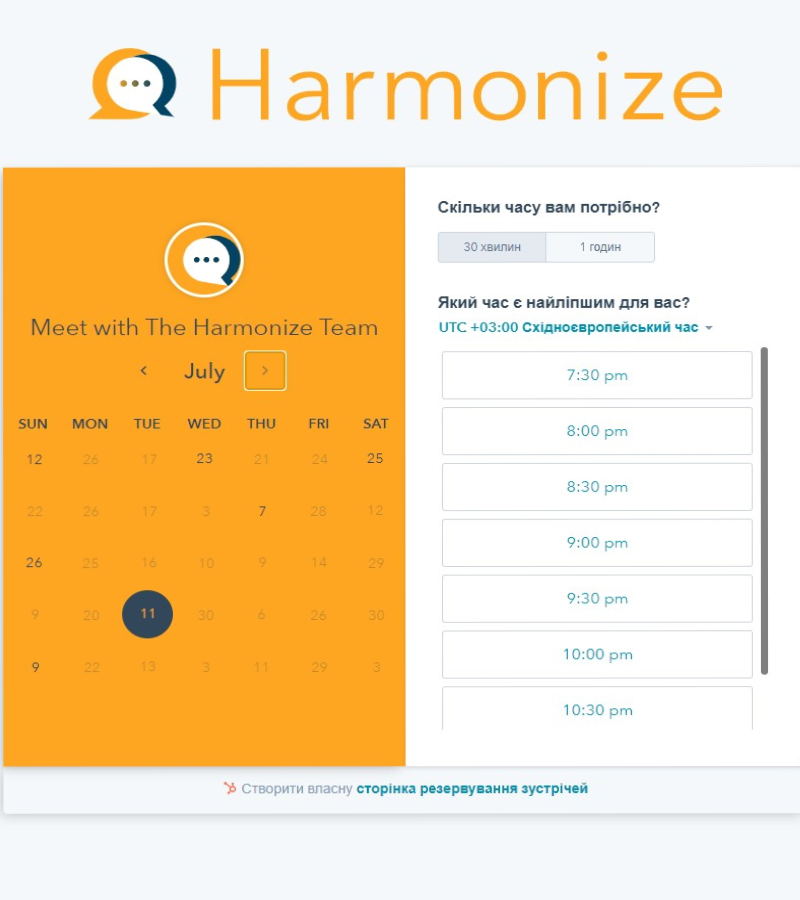 Harmonize
Meet with The Harmonize Team
July
SUN MON TUE WED THU FRI SAT
12 26 17 23 21 24 25
22 26 17 3 7 28 12
26 25 16 10 9 14 29
9 20 11 30 6 26 30
9 22 13 3 11 29 3
Скільки часу вам потрібно?
30 хвилин 1 годин
Який час є найліпшим для вас?
UTC +03:00 Східноєвропейський час
7:30 pm
8:00 pm
8:30 pm
9:00 pm
9:30 pm
10:00 pm
10:30 pm
Створити власну сторінка резервування зустрічей